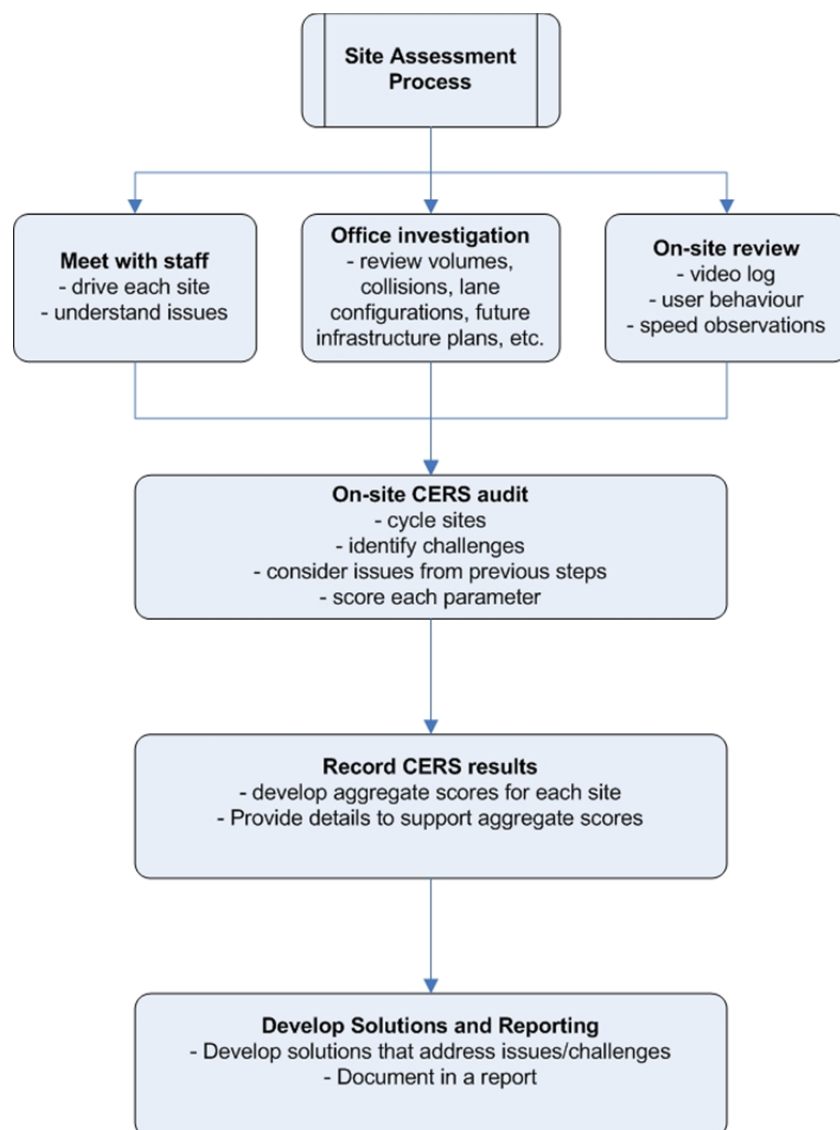 Site Assessment
Process
Meet with staff
- drive each site
- understand issues
Office investigation
- review volumes,
collisions, lane
configurations, future
infrastructure plans, etc.
On-site review
- video log
- user behaviour
- speed observations
On-site CERS audit
- cycle sites
- identify challenges
- consider issues from previous steps
- score each parameter
Record CERS results
- develop aggregate scores for each site
- Provide details to support aggregate scores
Develop Solutions and Reporting
- Develop solutions that address issues/challenges
- Document in a report